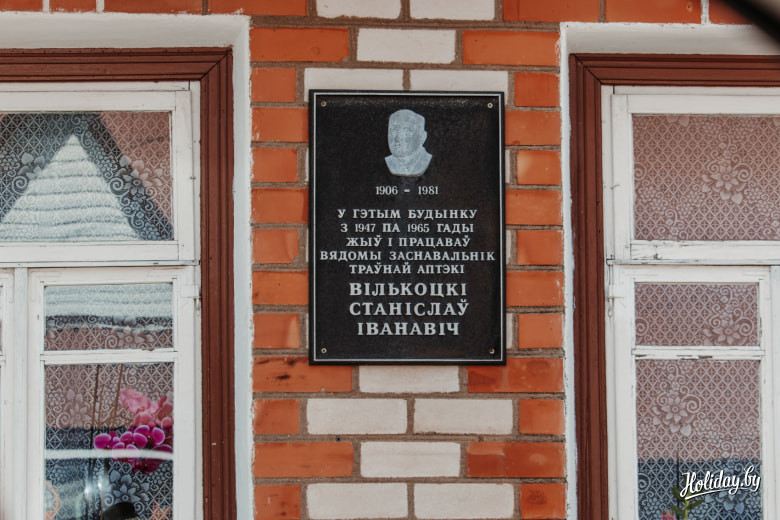 1906 - 1981
У ГЭТЫМ БУДЫНКУ
З 1947 ПА 1965 ГАДЫ
ЖЫЎ І ПРАЦАВАЎ
ВЯДОМЫ ЗАСНАВАЛЬНІК
ТРАЎНАЙ АПТЭКІ
ВІЛЬКОЦКІ
СТАНІСЛАЎ
ІВАНАВІЧ
Holiday.by